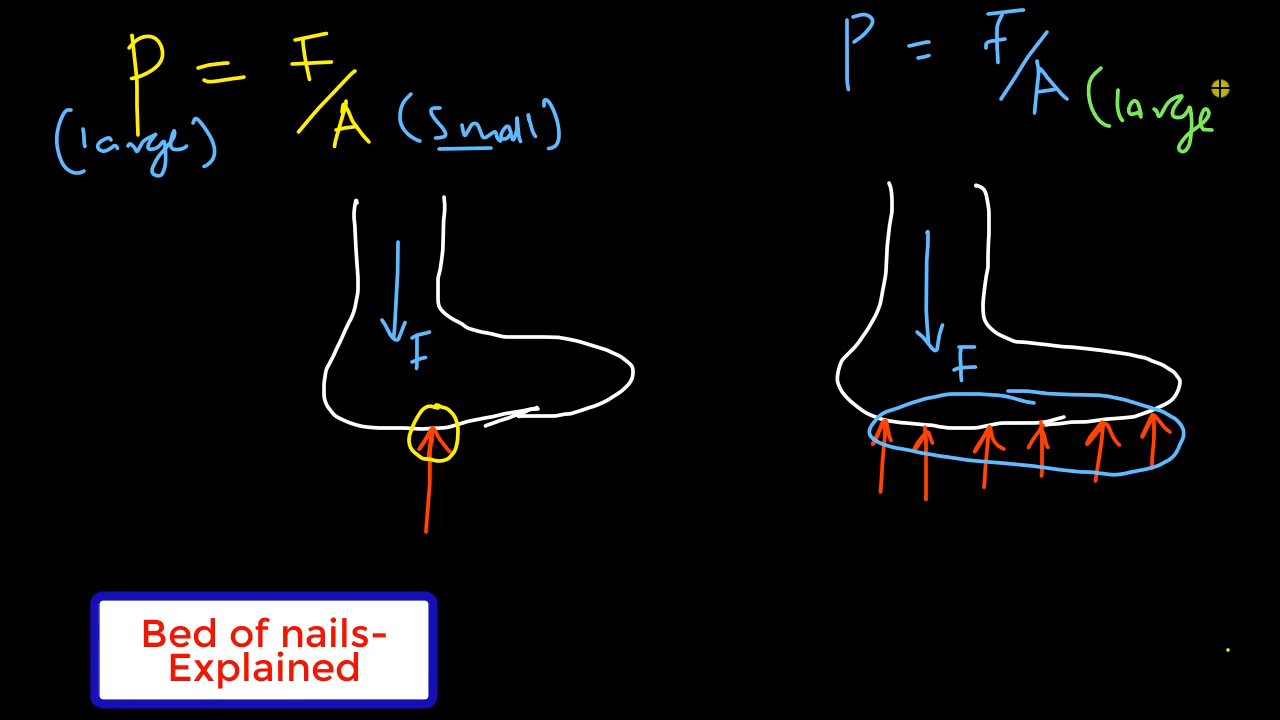 P = F/A (small)
(large)
P = F/A (large
F
F
Bed of nails-
Explained